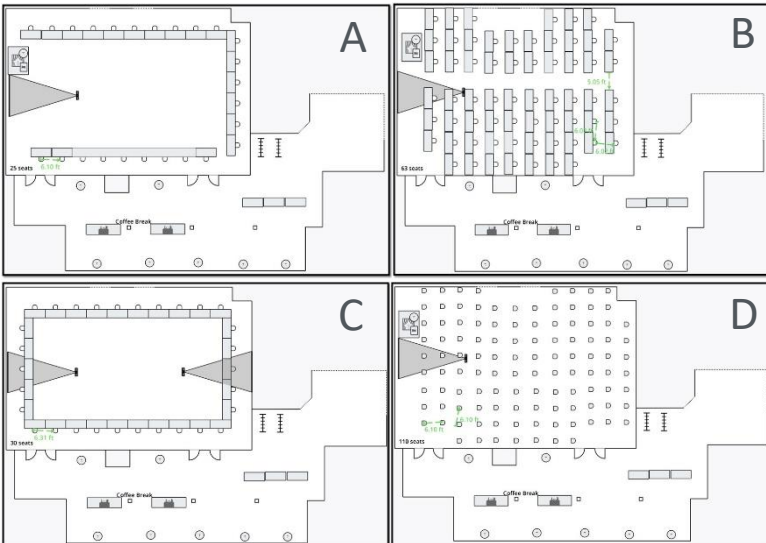 A
6.10 ft
25 seats
Coffee Break
B
5.05 ft
63 seats
Coffee Break
C
6.31 ft
30 seats
Coffee Break
D
6.10 ft
118 seats
Coffee Break